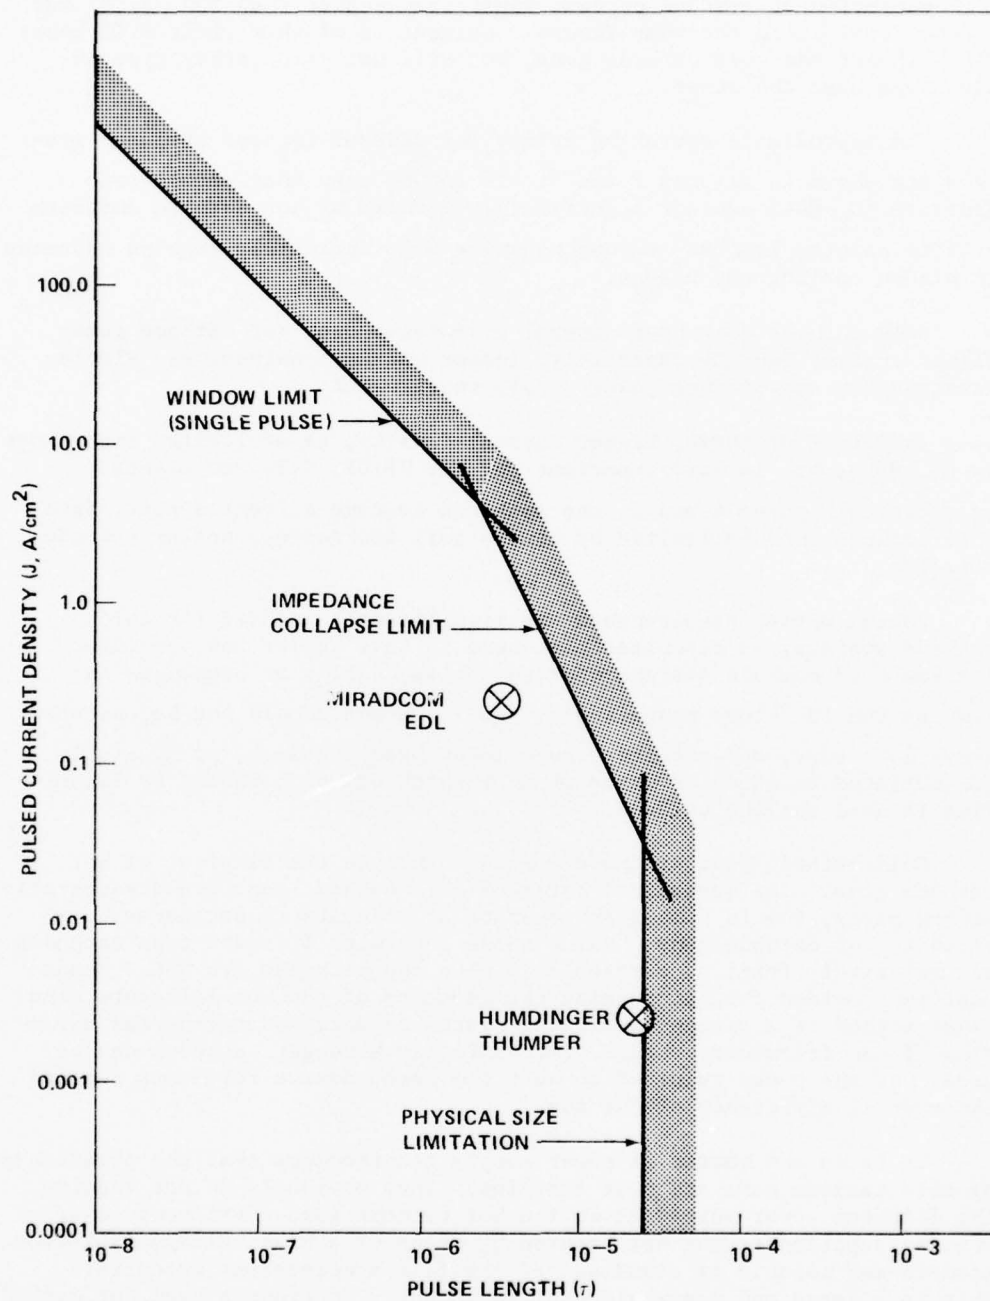 100.0
WINDOW LIMIT
(SINGLE PULSE)
10.0
PULSED CURRENT DENSITY (J, A/cm²)
1.0
IMPEDANCE
COLLAPSE LIMIT
MIRADCOM
EDL
0.1
0.01
HUMDINGER
THUMPER
0.001
PHYSICAL SIZE
LIMITATION
0.0001
10⁻⁸ 10⁻⁷ 10⁻⁶ 10⁻⁵ 10⁻⁴ 10⁻³
PULSE LENGTH (τ)